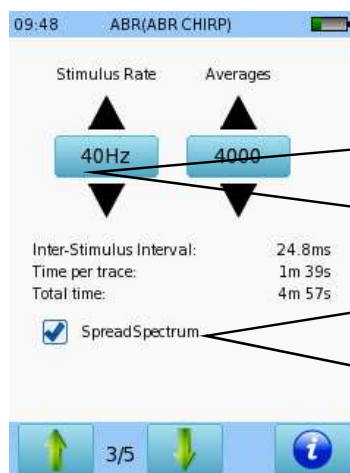 09:48 ABR(ABR CHIRP)
Stimulus Rate Averages
40Hz 4000
Inter-Stimulus Interval: 24.8ms
Time per trace: 1m 39s
Total time: 4m 57s
SpreadSpectrum
3/5
i